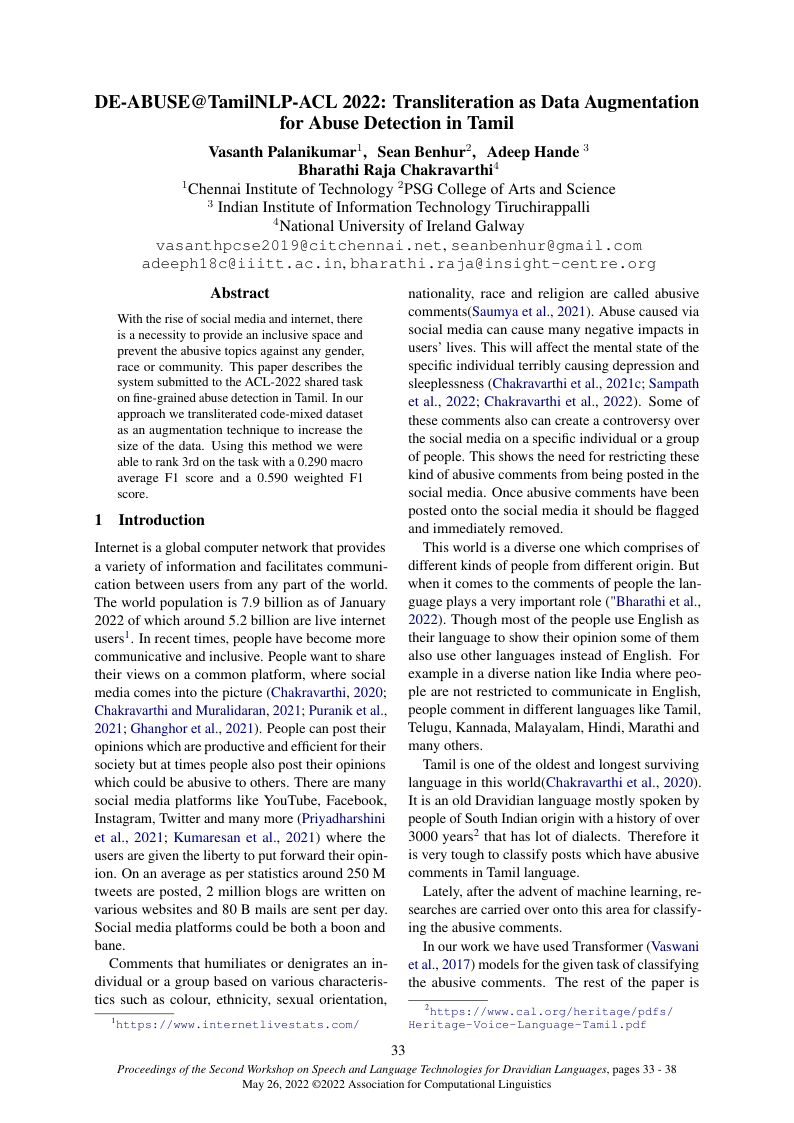 DE-ABUSE@TamilNLP-ACL 2022: Transliteration as Data Augmentation
for Abuse Detection in Tamil
Vasanth Palanikumar1, Sean Benhur2, Adeep Hande 3
Bharathi Raja Chakravarthi4
1Chennai Institute of Technology 2PSG College of Arts and Science
3 Indian Institute of Information Technology Tiruchirappalli
4National University of Ireland Galway
vasanthpcse2019@citchennai.net, seanbenhur@gmail.com
adeeph18c@iiitt.ac.in, bharathi.raja@insight-centre.org
Abstract
With the rise of social media and internet, there
is a necessity to provide an inclusive space and
prevent the abusive topics against any gender,
race or community. This paper describes the
system submitted to the ACL-2022 shared task
on fine-grained abuse detection in Tamil. In our
approach we transliterated code-mixed dataset
as an augmentation technique to increase the
size of the data. Using this method we were
able to rank 3rd on the task with a 0.290 macro
average F1 score and a 0.590 weighted F1
score.
1 Introduction
Internet is a global computer network that provides
a variety of information and facilitates communi-
cation between users from any part of the world.
The world population is 7.9 billion as of January
2022 of which around 5.2 billion are live internet
users1. In recent times, people have become more
communicative and inclusive. People want to share
their views on a common platform, where social
media comes into the picture (Chakravarthi, 2020;
Chakravarthi and Muralidaran, 2021; Puranik et al.,
2021; Ghanghor et al., 2021). People can post their
opinions which are productive and efficient for their
society but at times people also post their opinions
which could be abusive to others. There are many
social media platforms like YouTube, Facebook,
Instagram, Twitter and many more (Priyadharshini
et al., 2021; Kumaresan et al., 2021) where the
users are given the liberty to put forward their opin-
ion. On an average as per statistics around 250 M
tweets are posted, 2 million blogs are written on
various websites and 80 B mails are sent per day.
Social media platforms could be both a boon and
bane.
Comments that humiliates or denigrates an in-
dividual or a group based on various characteris-
tics such as colour, ethnicity, sexual orientation,
1https://www.internetlivestats.com/
nationality, race and religion are called abusive
comments(Saumya et al., 2021). Abuse caused via
social media can cause many negative impacts in
users' lives. This will affect the mental state of the
specific individual terribly causing depression and
sleeplessness (Chakravarthi et al., 2021c; Sampath
et al., 2022; Chakravarthi et al., 2022). Some of
these comments also can create a controversy over
the social media on a specific individual or a group
of people. This shows the need for restricting these
kind of abusive comments from being posted in the
social media. Once abusive comments have been
posted onto the social media it should be flagged
and immediately removed.
This world is a diverse one which comprises of
different kinds of people from different origin. But
when it comes to the comments of people the lan-
guage plays a very important role ("Bharathi et al.,
2022). Though most of the people use English as
their language to show their opinion some of them
also use other languages instead of English. For
example in a diverse nation like India where peo-
ple are not restricted to communicate in English,
people comment in different languages like Tamil,
Telugu, Kannada, Malayalam, Hindi, Marathi and
many others.
Tamil is one of the oldest and longest surviving
language in this world(Chakravarthi et al., 2020).
It is an old Dravidian language mostly spoken by
people of South Indian origin with a history of over
3000 years2 that has lot of dialects. Therefore it
is very tough to classify posts which have abusive
comments in Tamil language.
Lately, after the advent of machine learning, re-
searches are carried over onto this area for classify-
ing the abusive comments.
In our work we have used Transformer (Vaswani
et al., 2017) models for the given task of classifying
the abusive comments. The rest of the paper is
2https://www.cal.org/heritage/pdfs/
Heritage-Voice-Language-Tamil.pdf
33
Proceedings of the Second Workshop on Speech and Language Technologies for Dravidian Languages, pages 33 - 38
May 26, 2022 ©2022 Association for Computational Linguistics